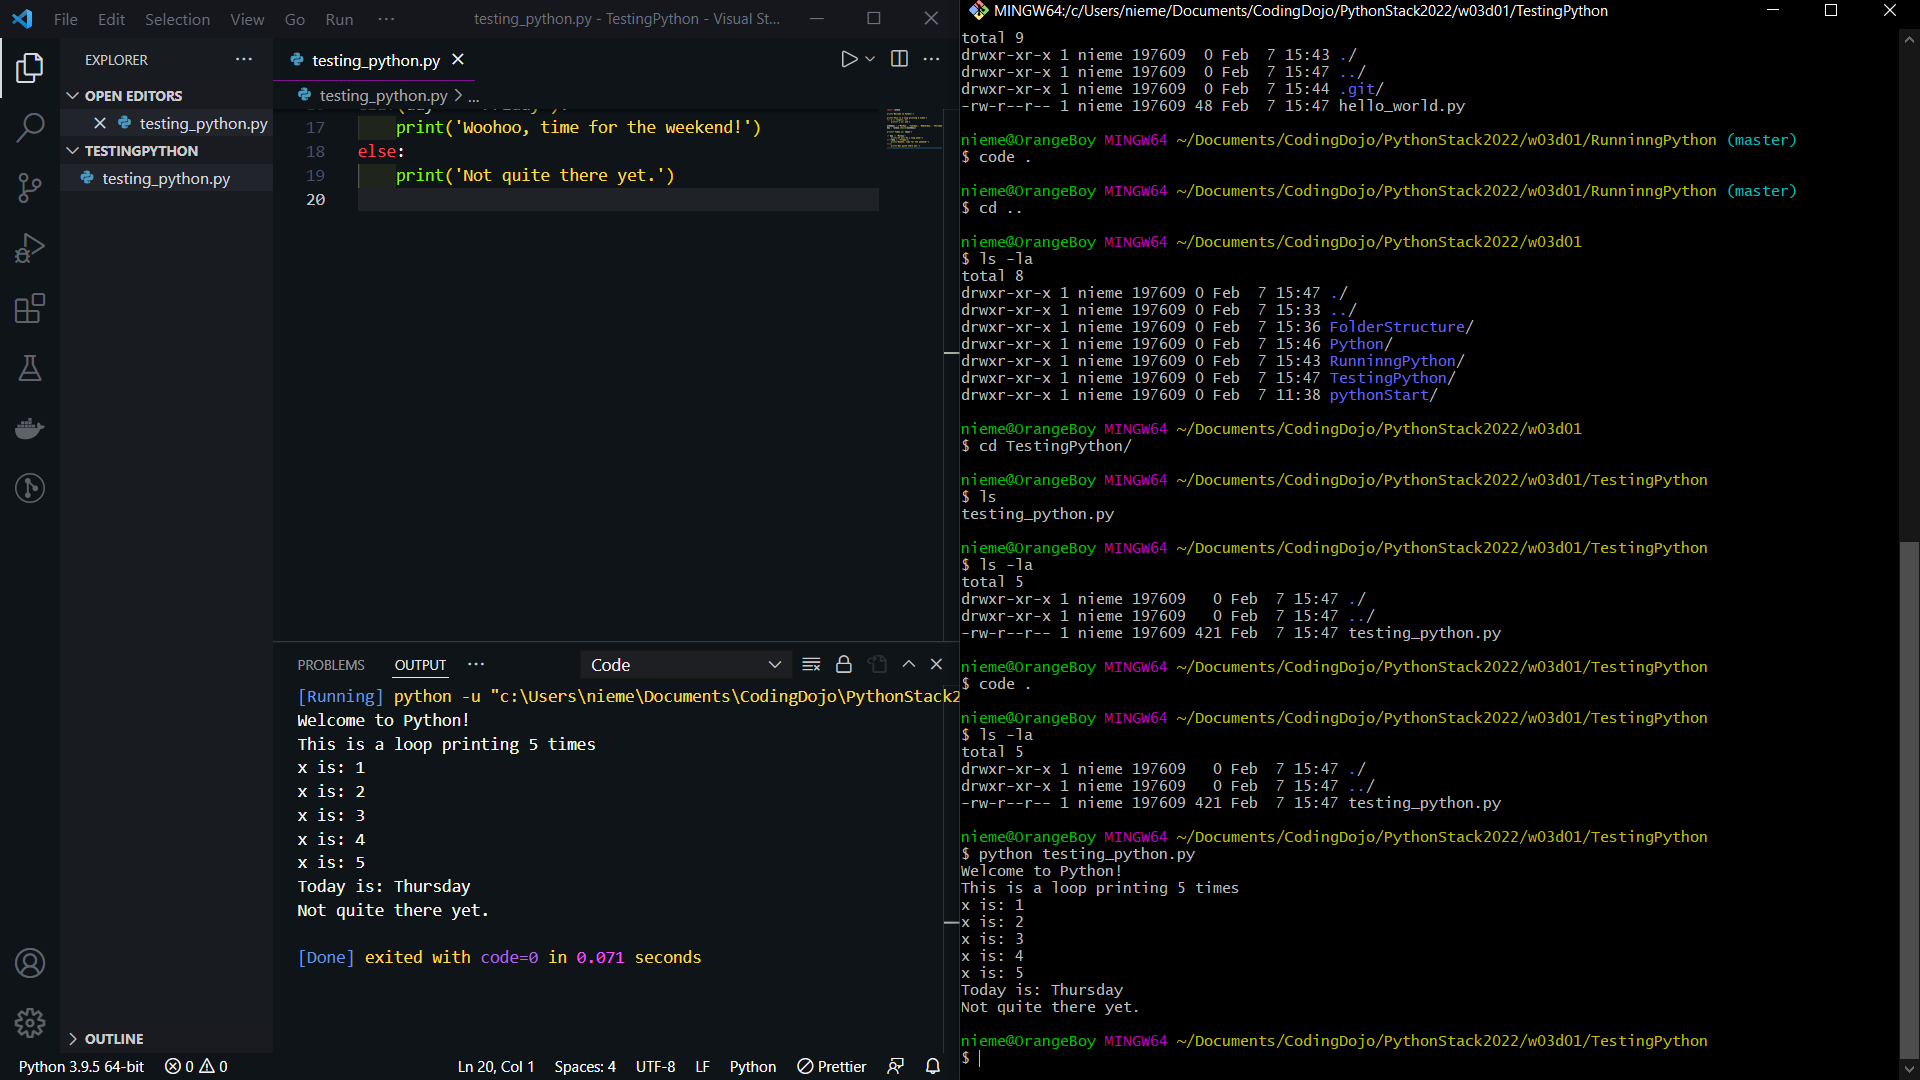 File Edit Selection View Go Run ··· testing_python.py - TestingPython - Visual St...
EXPLORER ···
OPEN EDITORS
testing_python.py
TESTINGPYTHON
testing_python.py
OUTLINE
testing_python.py
testing_python.py > ...
17 print('Woohoo, time for the weekend!')
18 else:
19 print('Not quite there yet.')
20
PROBLEMS OUTPUT ··· Code
[Running] python -u "c:\Users\nieme\Documents\CodingDojo\PythonStack2
Welcome to Python!
This is a loop printing 5 times
x is: 1
x is: 2
x is: 3
x is: 4
x is: 5
Today is: Thursday
Not quite there yet.
[Done] exited with code=0 in 0.071 seconds
Python 3.9.5 64-bit 0 0 Ln 20, Col 1 Spaces: 4 UTF-8 LF Python Prettier
MINGW64:/c/Users/nieme/Documents/CodingDojo/PythonStack2022/w03d01/TestingPython
total 9
drwxr-xr-x 1 nieme 197609 0 Feb 7 15:43 ./
drwxr-xr-x 1 nieme 197609 0 Feb 7 15:47 ../
drwxr-xr-x 1 nieme 197609 0 Feb 7 15:44 .git/
-rw-r--r-- 1 nieme 197609 48 Feb 7 15:47 hello_world.py
nieme@OrangeBoy MINGW64 ~/Documents/CodingDojo/PythonStack2022/w03d01/RunninngPython (master)
$ code .
nieme@OrangeBoy MINGW64 ~/Documents/CodingDojo/PythonStack2022/w03d01/RunninngPython (master)
$ cd ..
nieme@OrangeBoy MINGW64 ~/Documents/CodingDojo/PythonStack2022/w03d01
$ ls -la
total 8
drwxr-xr-x 1 nieme 197609 0 Feb 7 15:47 ./
drwxr-xr-x 1 nieme 197609 0 Feb 7 15:33 ../
drwxr-xr-x 1 nieme 197609 0 Feb 7 15:36 FolderStructure/
drwxr-xr-x 1 nieme 197609 0 Feb 7 15:46 Python/
drwxr-xr-x 1 nieme 197609 0 Feb 7 15:43 RunninngPython/
drwxr-xr-x 1 nieme 197609 0 Feb 7 15:47 TestingPython/
drwxr-xr-x 1 nieme 197609 0 Feb 7 11:38 pythonStart/
nieme@OrangeBoy MINGW64 ~/Documents/CodingDojo/PythonStack2022/w03d01
$ cd TestingPython/
nieme@OrangeBoy MINGW64 ~/Documents/CodingDojo/PythonStack2022/w03d01/TestingPython
$ ls
testing_python.py
nieme@OrangeBoy MINGW64 ~/Documents/CodingDojo/PythonStack2022/w03d01/TestingPython
$ ls -la
total 5
drwxr-xr-x 1 nieme 197609 0 Feb 7 15:47 ./
drwxr-xr-x 1 nieme 197609 0 Feb 7 15:47 ../
-rw-r--r-- 1 nieme 197609 421 Feb 7 15:47 testing_python.py
nieme@OrangeBoy MINGW64 ~/Documents/CodingDojo/PythonStack2022/w03d01/TestingPython
$ code .
nieme@OrangeBoy MINGW64 ~/Documents/CodingDojo/PythonStack2022/w03d01/TestingPython
$ ls -la
total 5
drwxr-xr-x 1 nieme 197609 0 Feb 7 15:47 ./
drwxr-xr-x 1 nieme 197609 0 Feb 7 15:47 ../
-rw-r--r-- 1 nieme 197609 421 Feb 7 15:47 testing_python.py
nieme@OrangeBoy MINGW64 ~/Documents/CodingDojo/PythonStack2022/w03d01/TestingPython
$ python testing_python.py
Welcome to Python!
This is a loop printing 5 times
x is: 1
x is: 2
x is: 3
x is: 4
x is: 5
Today is: Thursday
Not quite there yet.
nieme@OrangeBoy MINGW64 ~/Documents/CodingDojo/PythonStack2022/w03d01/TestingPython
$